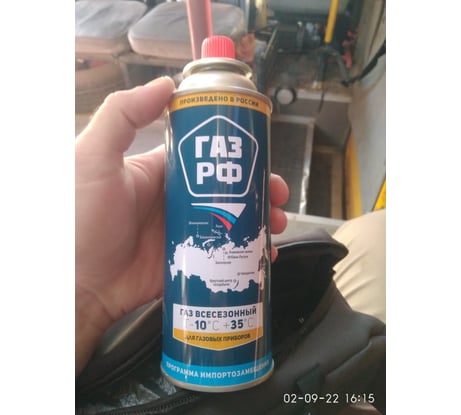 ПРОИЗВЕДЕНО В РОССИИ
ГАЗ
РФ
ГАЗ ВСЕСЕЗОННЫЙ
-10°C +35°C
ДЛЯ ГАЗОВЫХ ПРИБОРОВ
ПРОГРАММА ИМПОРТОЗАМЕЩЕНИЯ
02-09-22 16:15